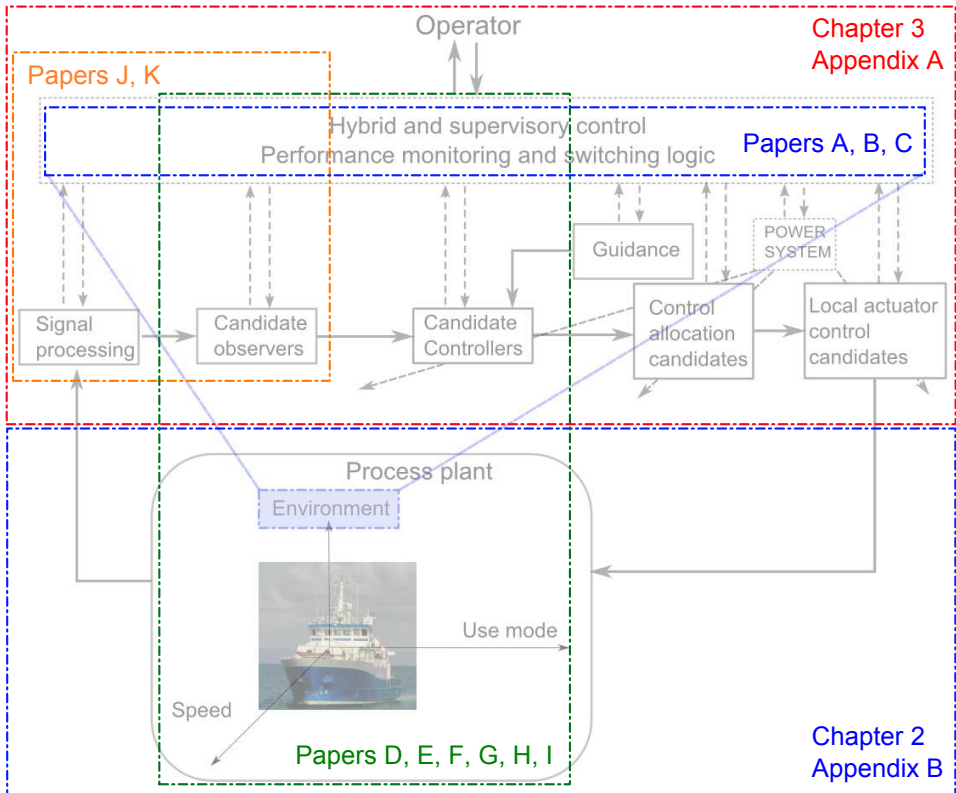 Operator
Chapter 3
Appendix A
Papers J, K
Hybrid and supervisory control
Performance monitoring and switching logic
Papers A, B, C
Guidance
POWER
SYSTEM
Signal
processing
Candidate
observers
Candidate
Controllers
Control
allocation
candidates
Local actuator
control
candidates
Process plant
Environment
Use mode
Speed
Papers D, E, F, G, H, I
Chapter 2
Appendix B